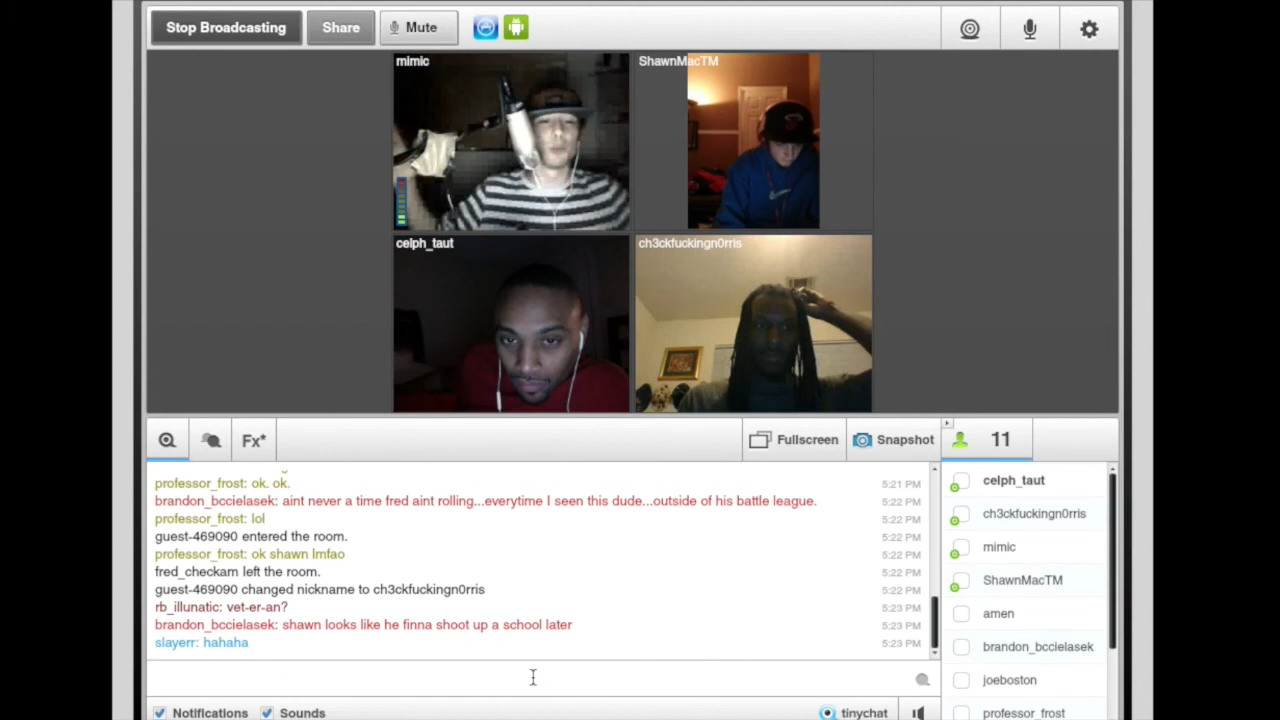 Stop Broadcasting
Share
Mute
mimic
ShawnMacTM
celph_taut
ch3ckfuckingn0rris
Fx*
Fullscreen
Snapshot
11
professor_frost: ok. ok.
5:21 PM
brandon_bccielasek: aint never a time fred aint rolling...everytime I seen this dude...outside of his battle league.
5:22 PM
professor_frost: lol
5:22 PM
guest-469090 entered the room.
5:22 PM
professor_frost: ok shawn lmfao
5:22 PM
fred_checkam left the room.
5:22 PM
guest-469090 changed nickname to ch3ckfuckingn0rris
5:22 PM
rb_illunatic: vet-er-an?
5:23 PM
brandon_bccielasek: shawn looks like he finna shoot up a school later
5:23 PM
slayerr: hahaha
5:23 PM
celph_taut
ch3ckfuckingn0rris
mimic
ShawnMacTM
amen
brandon_bccielasek
joeboston
professor_frost
Notifications
Sounds
tinychat